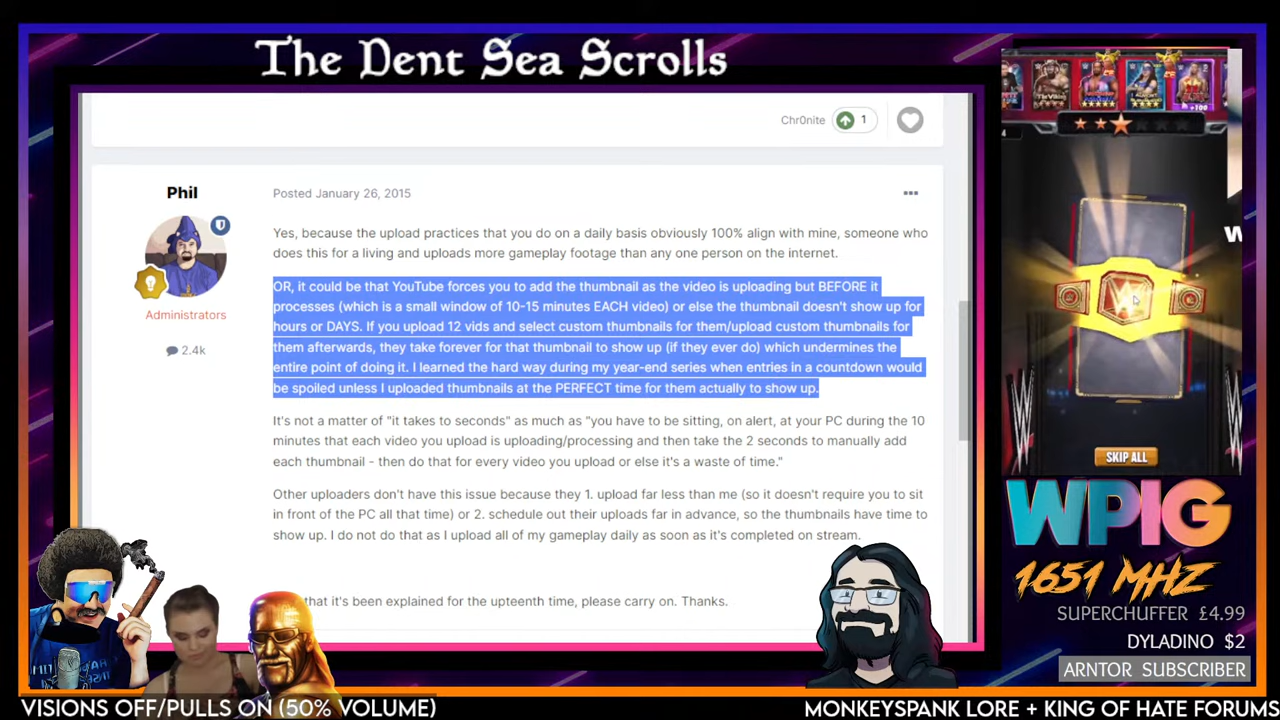 The Dent Sea Scrolls
Chr0nite
1
Phil
Administrators
2.4k
Posted January 26, 2015
Yes, because the upload practices that you do on a daily basis obviously 100% align with mine, someone who
does this for a living and uploads more gameplay footage than any one person on the internet.
OR, it could be that YouTube forces you to add the thumbnail as the video is uploading but BEFORE it
processes (which is a small window of 10-15 minutes EACH video) or else the thumbnail doesn't show up for
hours or DAYS. If you upload 12 vids and select custom thumbnails for them/upload custom thumbnails for
them afterwards, they take forever for that thumbnail to show up (if they ever do) which undermines the
entire point of doing it. I learned the hard way during my year-end series when entries in a countdown would
be spoiled unless I uploaded thumbnails at the PERFECT time for them actually to show up.
It's not a matter of "it takes to seconds" as much as "you have to be sitting, on alert, at your PC during the 10
minutes that each video you upload is uploading/processing and then take the 2 seconds to manually add
each thumbnail - then do that for every video you upload or else it's a waste of time."
Other uploaders don't have this issue because they 1. upload far less than me (so it doesn't require you to sit
in front of the PC all that time) or 2. schedule out their uploads far in advance, so the thumbnails have time to
show up. I do not do that as I upload all of my gameplay daily as soon as it's completed on stream.
that it's been explained for the upteenth time, please carry on. Thanks.
+100
W
SKIP ALL
WPIG
1651 MHZ
SUPERCHUFFER £4.99
DYLADINO $2
ARNTOR SUBSCRIBER
VISIONS OFF/PULLS ON (50% VOLUME)
MONKEYSPANK LORE + KING OF HATE FORUMS